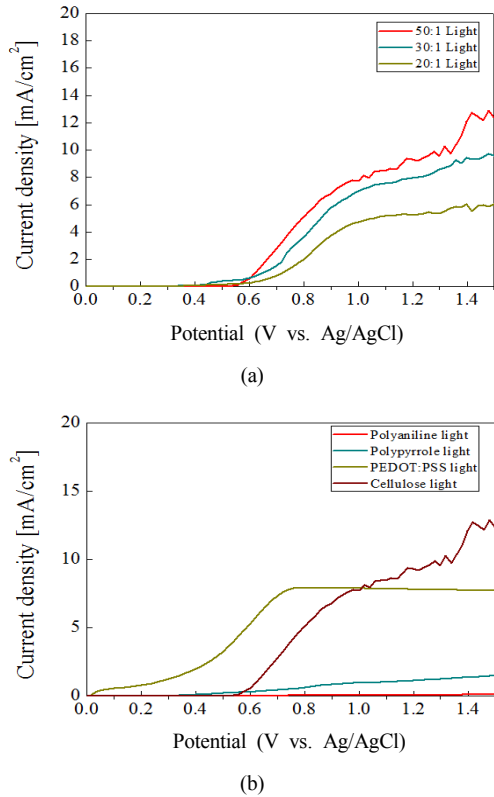 20
18
16
14
12
10
8
6
4
2
0
Current density [mA/cm²]
50:1 Light
30:1 Light
20:1 Light
0.0 0.2 0.4 0.6 0.8 1.0 1.2 1.4
Potential (V vs. Ag/AgCl)
(a)
20
15
10
5
0
Current density [mA/cm²]
Polyaniline light
Polypyrrole light
PEDOT:PSS light
Cellulose light
0.0 0.2 0.4 0.6 0.8 1.0 1.2 1.4
Potential (V vs. Ag/AgCl)
(b)